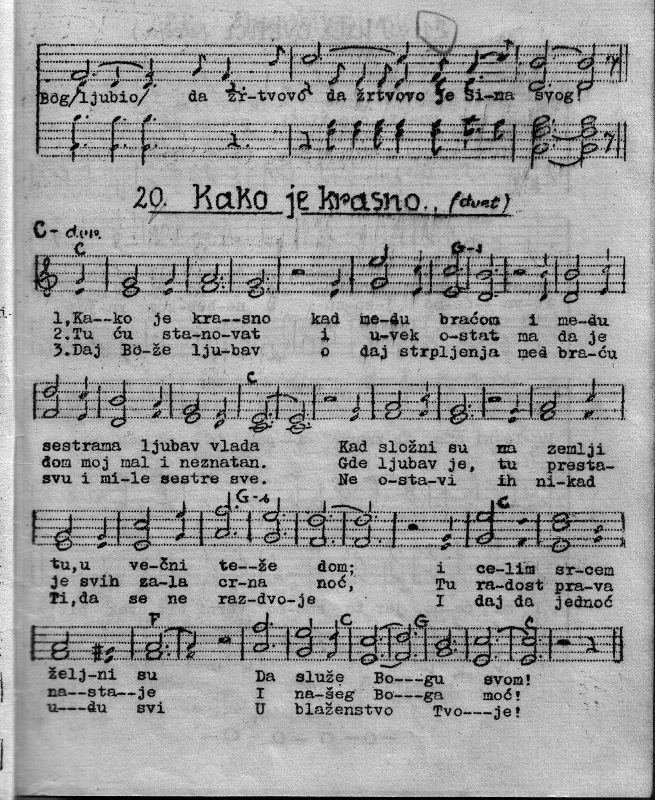 Bog/ljubio/ da žr-tvovo da žrtvovo je Si-na svog!
20. Kako je krasno.. (duet)
C-
C G-s
1,Ka--ko je kra--sno kad me-du braćom i me-du
2.Tu ću sta-no-vat i u-vek o-stat ma da je
3.Daj Bo-že lju-bav o daj strpljenja med bra-ću
C
sestrama ljubav vlada Kad složni su na zemlji
dom moj mal i neznatan. Gde ljubav je, tu presta-
svu i mi-le sestre sve. Ne o-sta-vi ih ni-kad
G-s C
tu,u ve-čni te--že dom; i ce-lim sr-cem
je svih za-la cr-na noć, Tu ra-dost pra-va
Ti,da se ne raz-dvo-je I daj da jednoć
F C G C
želj-ni su Da služe Bo---gu svom!
na--sta--je I na-šeg Bo---ga moć!
u---du svi U blaženstvo Tvo---je!